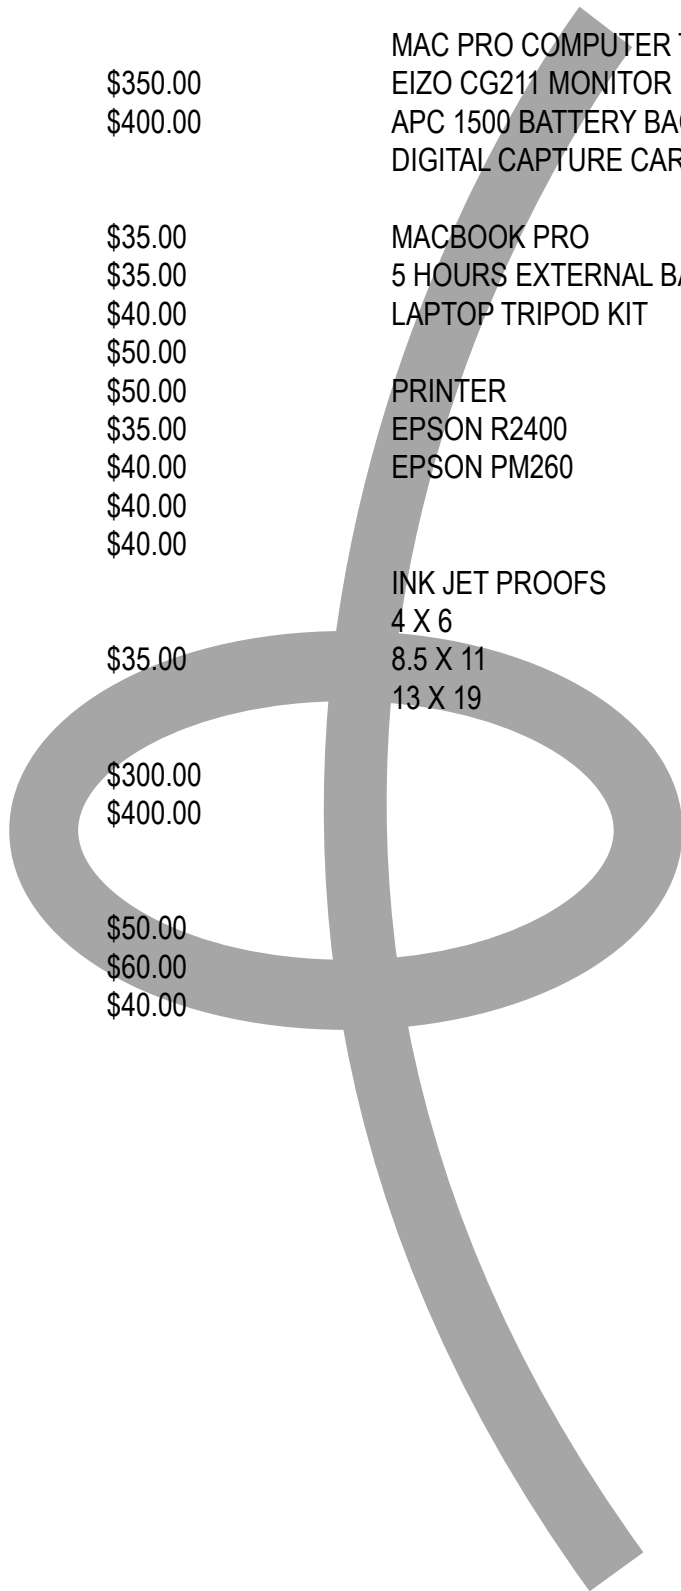 MAC PRO COMPUTER
$350.00 EIZO CG211 MONITOR
$400.00 APC 1500 BATTERY
DIGITAL CAPTURE
$35.00 MACBOOK PRO
$35.00 5 HOURS EXTERNAL
$40.00 LAPTOP TRIPOD KIT
$50.00
$50.00 PRINTER
$35.00 EPSON R2400
$40.00 EPSON PM260
$40.00
$40.00
INK JET PROOFS
4 X 6
$35.00 8.5 X 11
13 X 19
$300.00
$400.00
$50.00
$60.00
$40.00